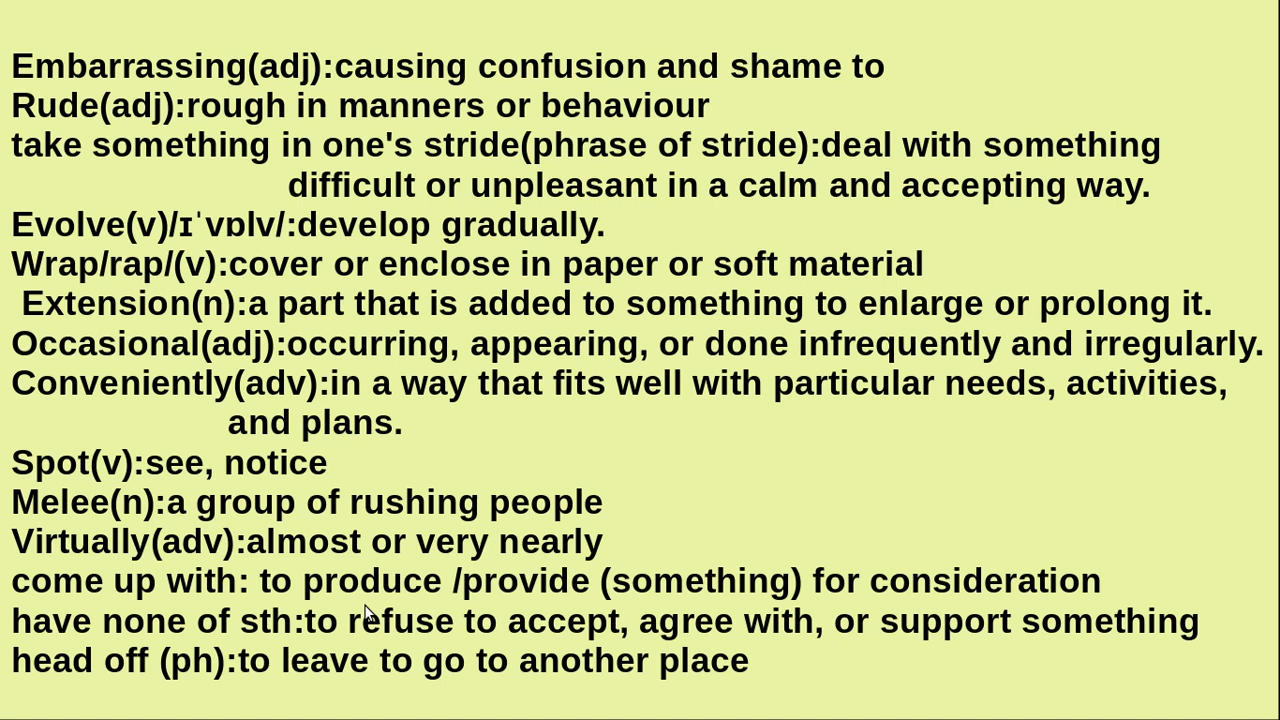 Embarrassing(adj):causing confusion and shame to
Rude(adj):rough in manners or behaviour
take something in one's stride(phrase of stride):deal with something
difficult or unpleasant in a calm and accepting way.
Evolve(v)/ɪˈvɒlv/:develop gradually.
Wrap/rap/(v):cover or enclose in paper or soft material
Extension(n):a part that is added to something to enlarge or prolong it.
Occasional(adj):occurring, appearing, or done infrequently and irregularly.
Conveniently(adv):in a way that fits well with particular needs, activities,
and plans.
Spot(v):see, notice
Melee(n):a group of rushing people
Virtually(adv):almost or very nearly
come up with: to produce /provide (something) for consideration
have none of sth:to refuse to accept, agree with, or support something
head off (ph):to leave to go to another place